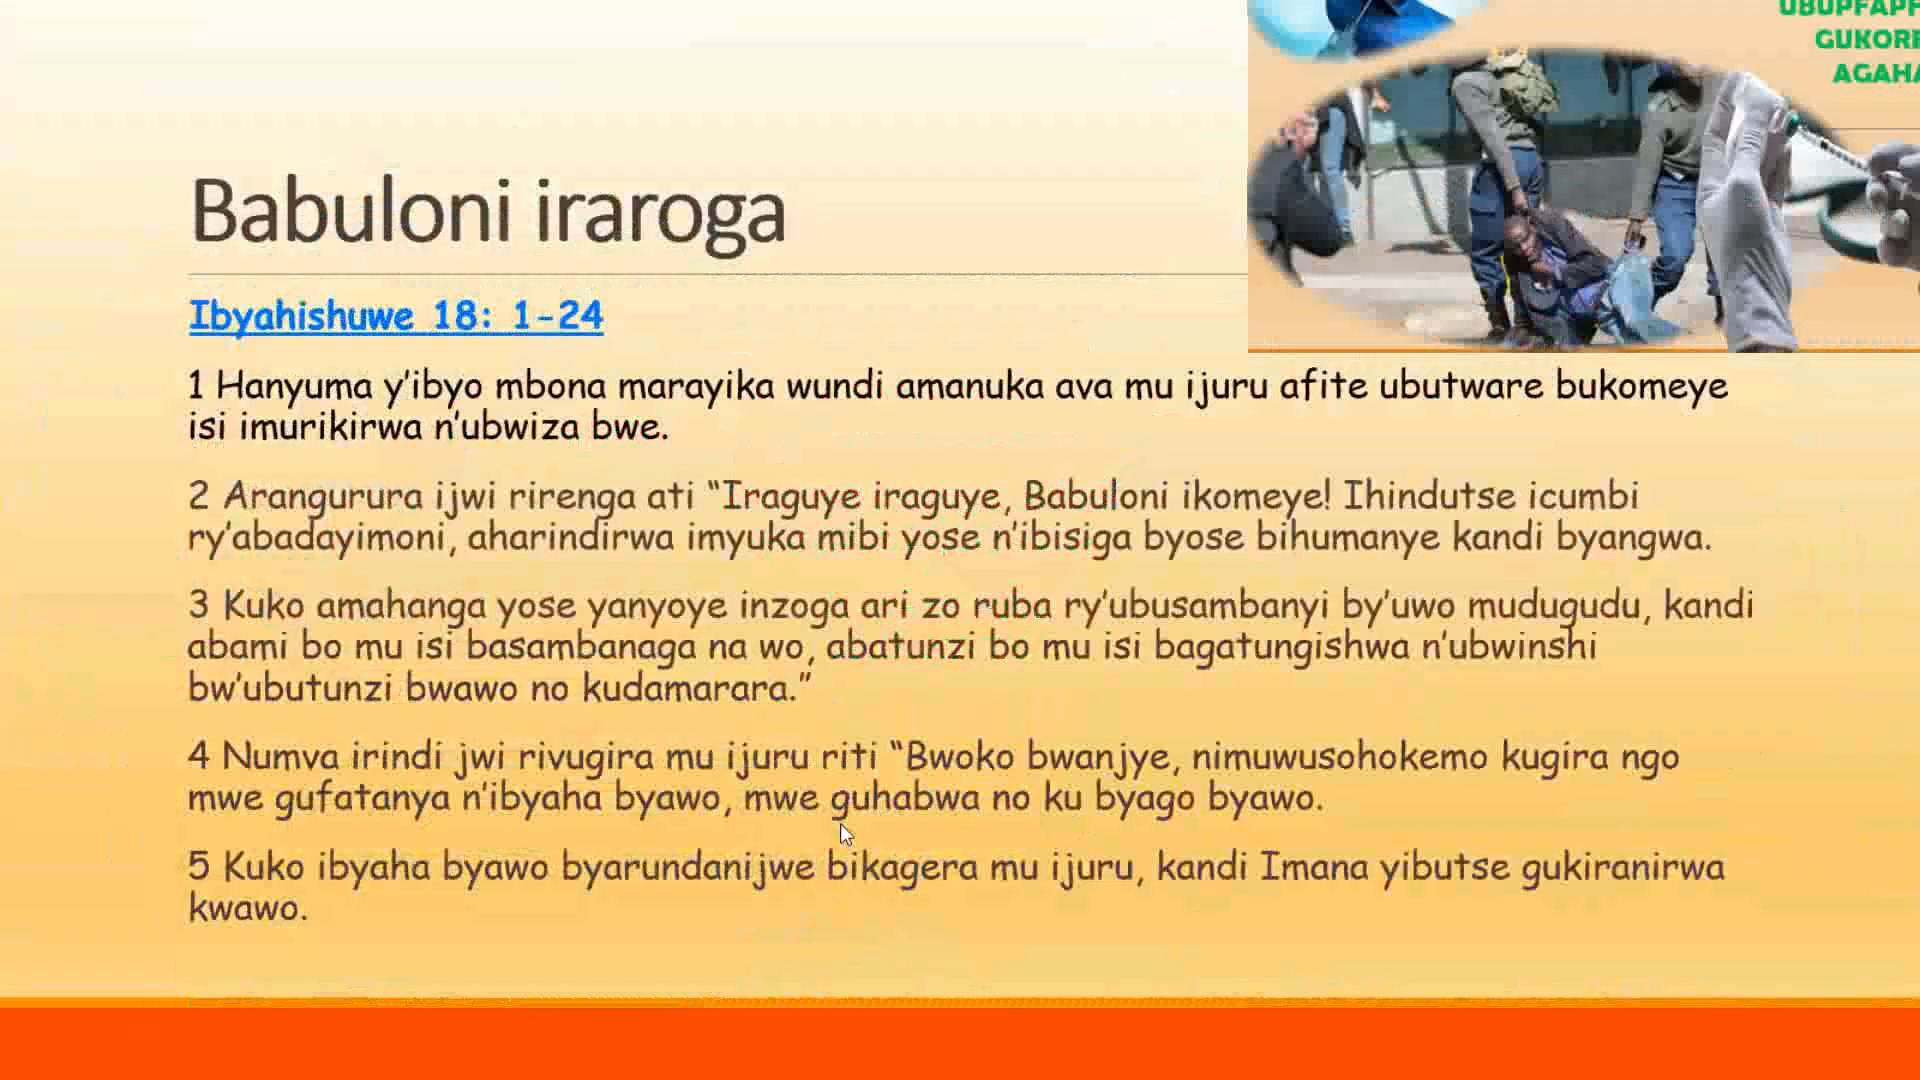 Babuloni iraroga
Ibyahishuwe 18: 1-24
1 Hanyuma y’ibyo mbona marayika wundi amanuka ava mu ijuru afite ubutware bukomeye
isi imurikirwa n’ubwiza bwe.
2 Arangurura ijwi rirenga ati “Iraguye iraguye, Babuloni ikomeye! Ihindutse icumbi
ry’abadayimoni, aharindirwa imyuka mibi yose n’ibisiga byose bihumanye kandi byangwa.
3 Kuko amahanga yose yanyoye inzoga ari zo ruba ry’ubusambanyi by’uwo mudugudu, kandi
abami bo mu isi basambanaga na wo, abatunzi bo mu isi bagatungishwa n’ubwinshi
bw’ubutunzi bwawo no kudamarara.”
4 Numva irindi jwi rivugira mu ijuru riti “Bwoko bwanjye, nimuwusohokemo kugira ngo
mwe gufatanya n’ibyaha byawo, mwe guhabwa no ku byago byawo.
5 Kuko ibyaha byawo byarundanijwe bikagera mu ijuru, kandi Imana yibutse gukiranirwa
kwawo.